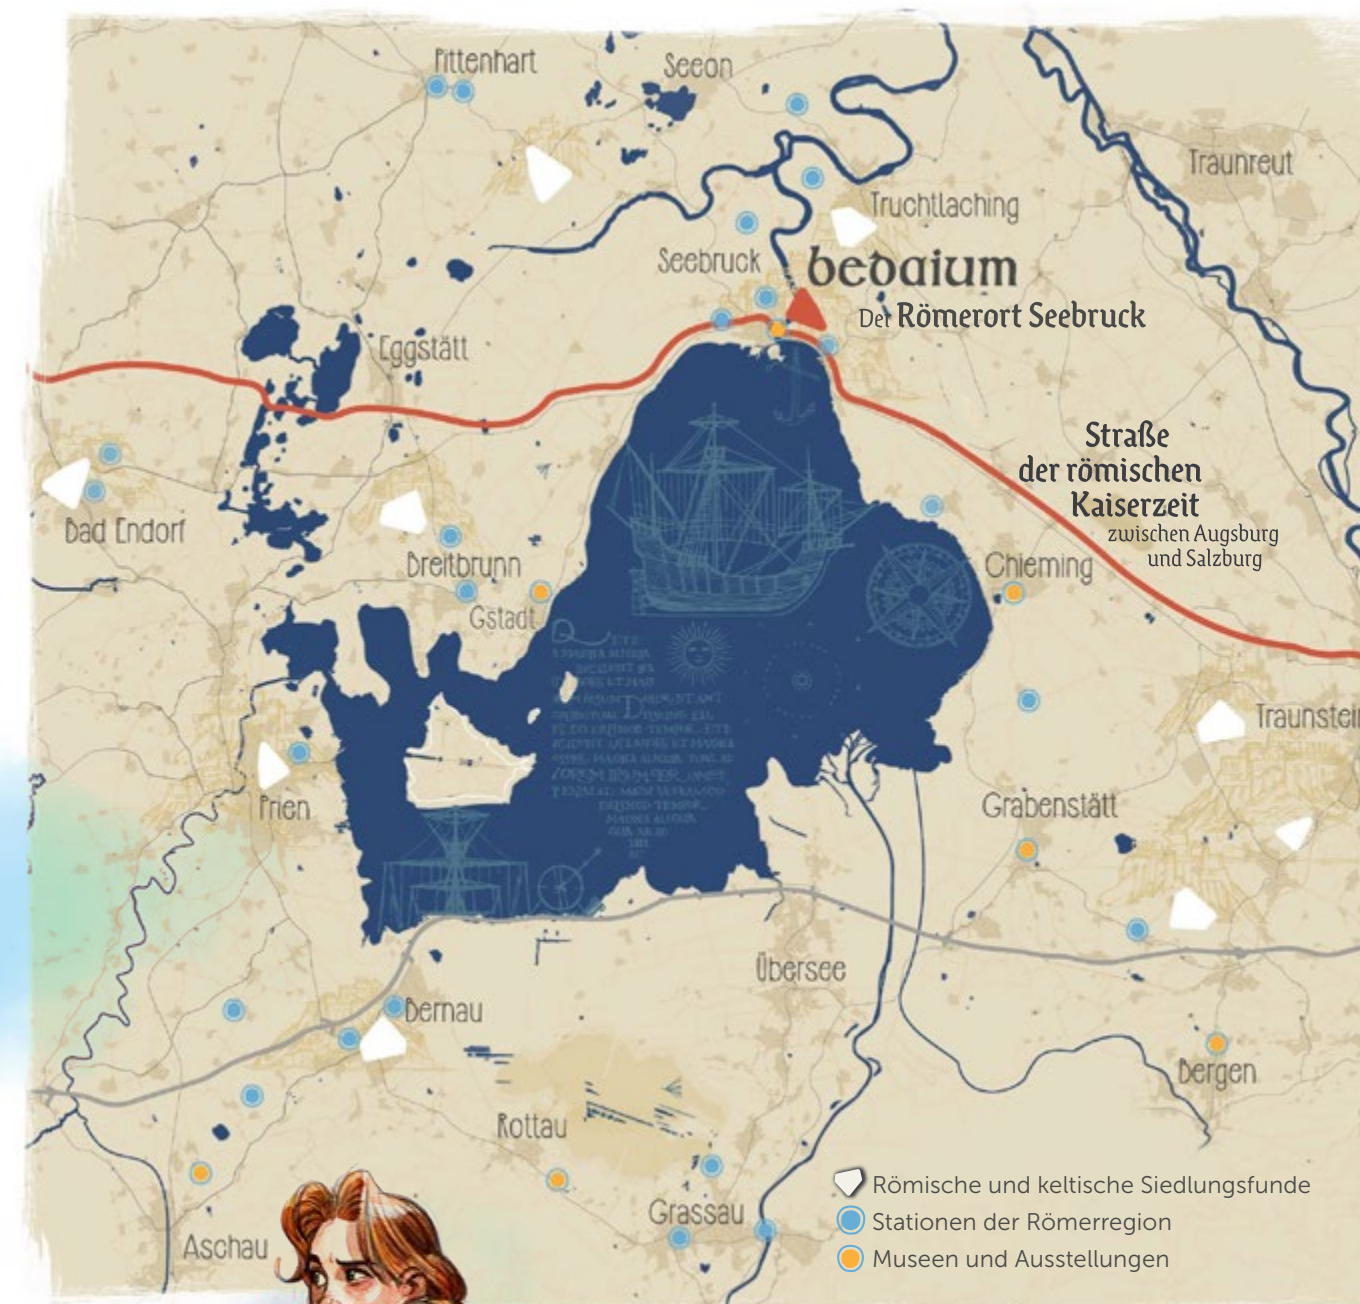 Pittenhart
Seeon
Traunreut
Truchtlaching
Seebruck
bedaium
Der Römerort Seebruck
Eggstätt
Straße
der römischen
Kaiserzeit
zwischen Augsburg
und Salzburg
Bad Endorf
Breitbrunn
Chieming
Gstadt
Traunstein
Prien
Grabenstätt
Übersee
Bernau
Bergen
Rottau
Grassau
Aschau
Römische und keltische Siedlungsfunde
Stationen der Römerregion
Museen und Ausstellungen